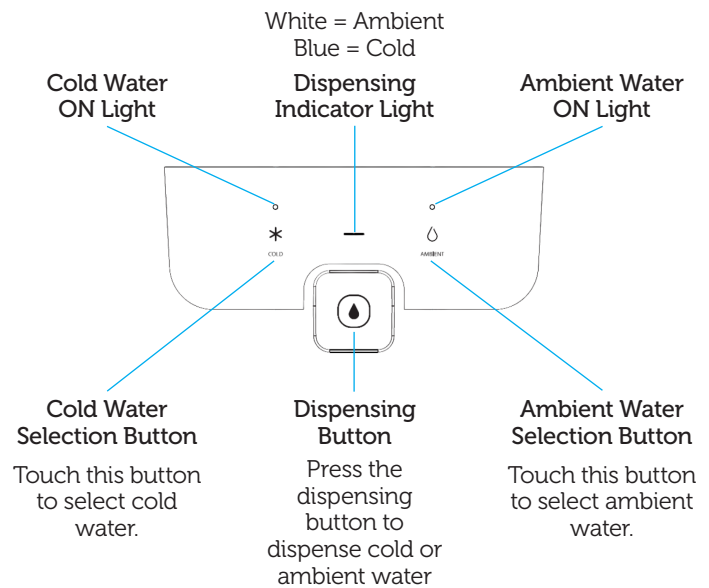 White = Ambient
Blue = Cold
Cold Water
ON Light
Dispensing
Indicator Light
Ambient Water
ON Light
COLD
AMBIENT
Cold Water
Selection Button
Touch this button
to select cold
water.
Dispensing
Button
Press the
dispensing
button to
dispense cold or
ambient water
Ambient Water
Selection Button
Touch this button
to select ambient
water.